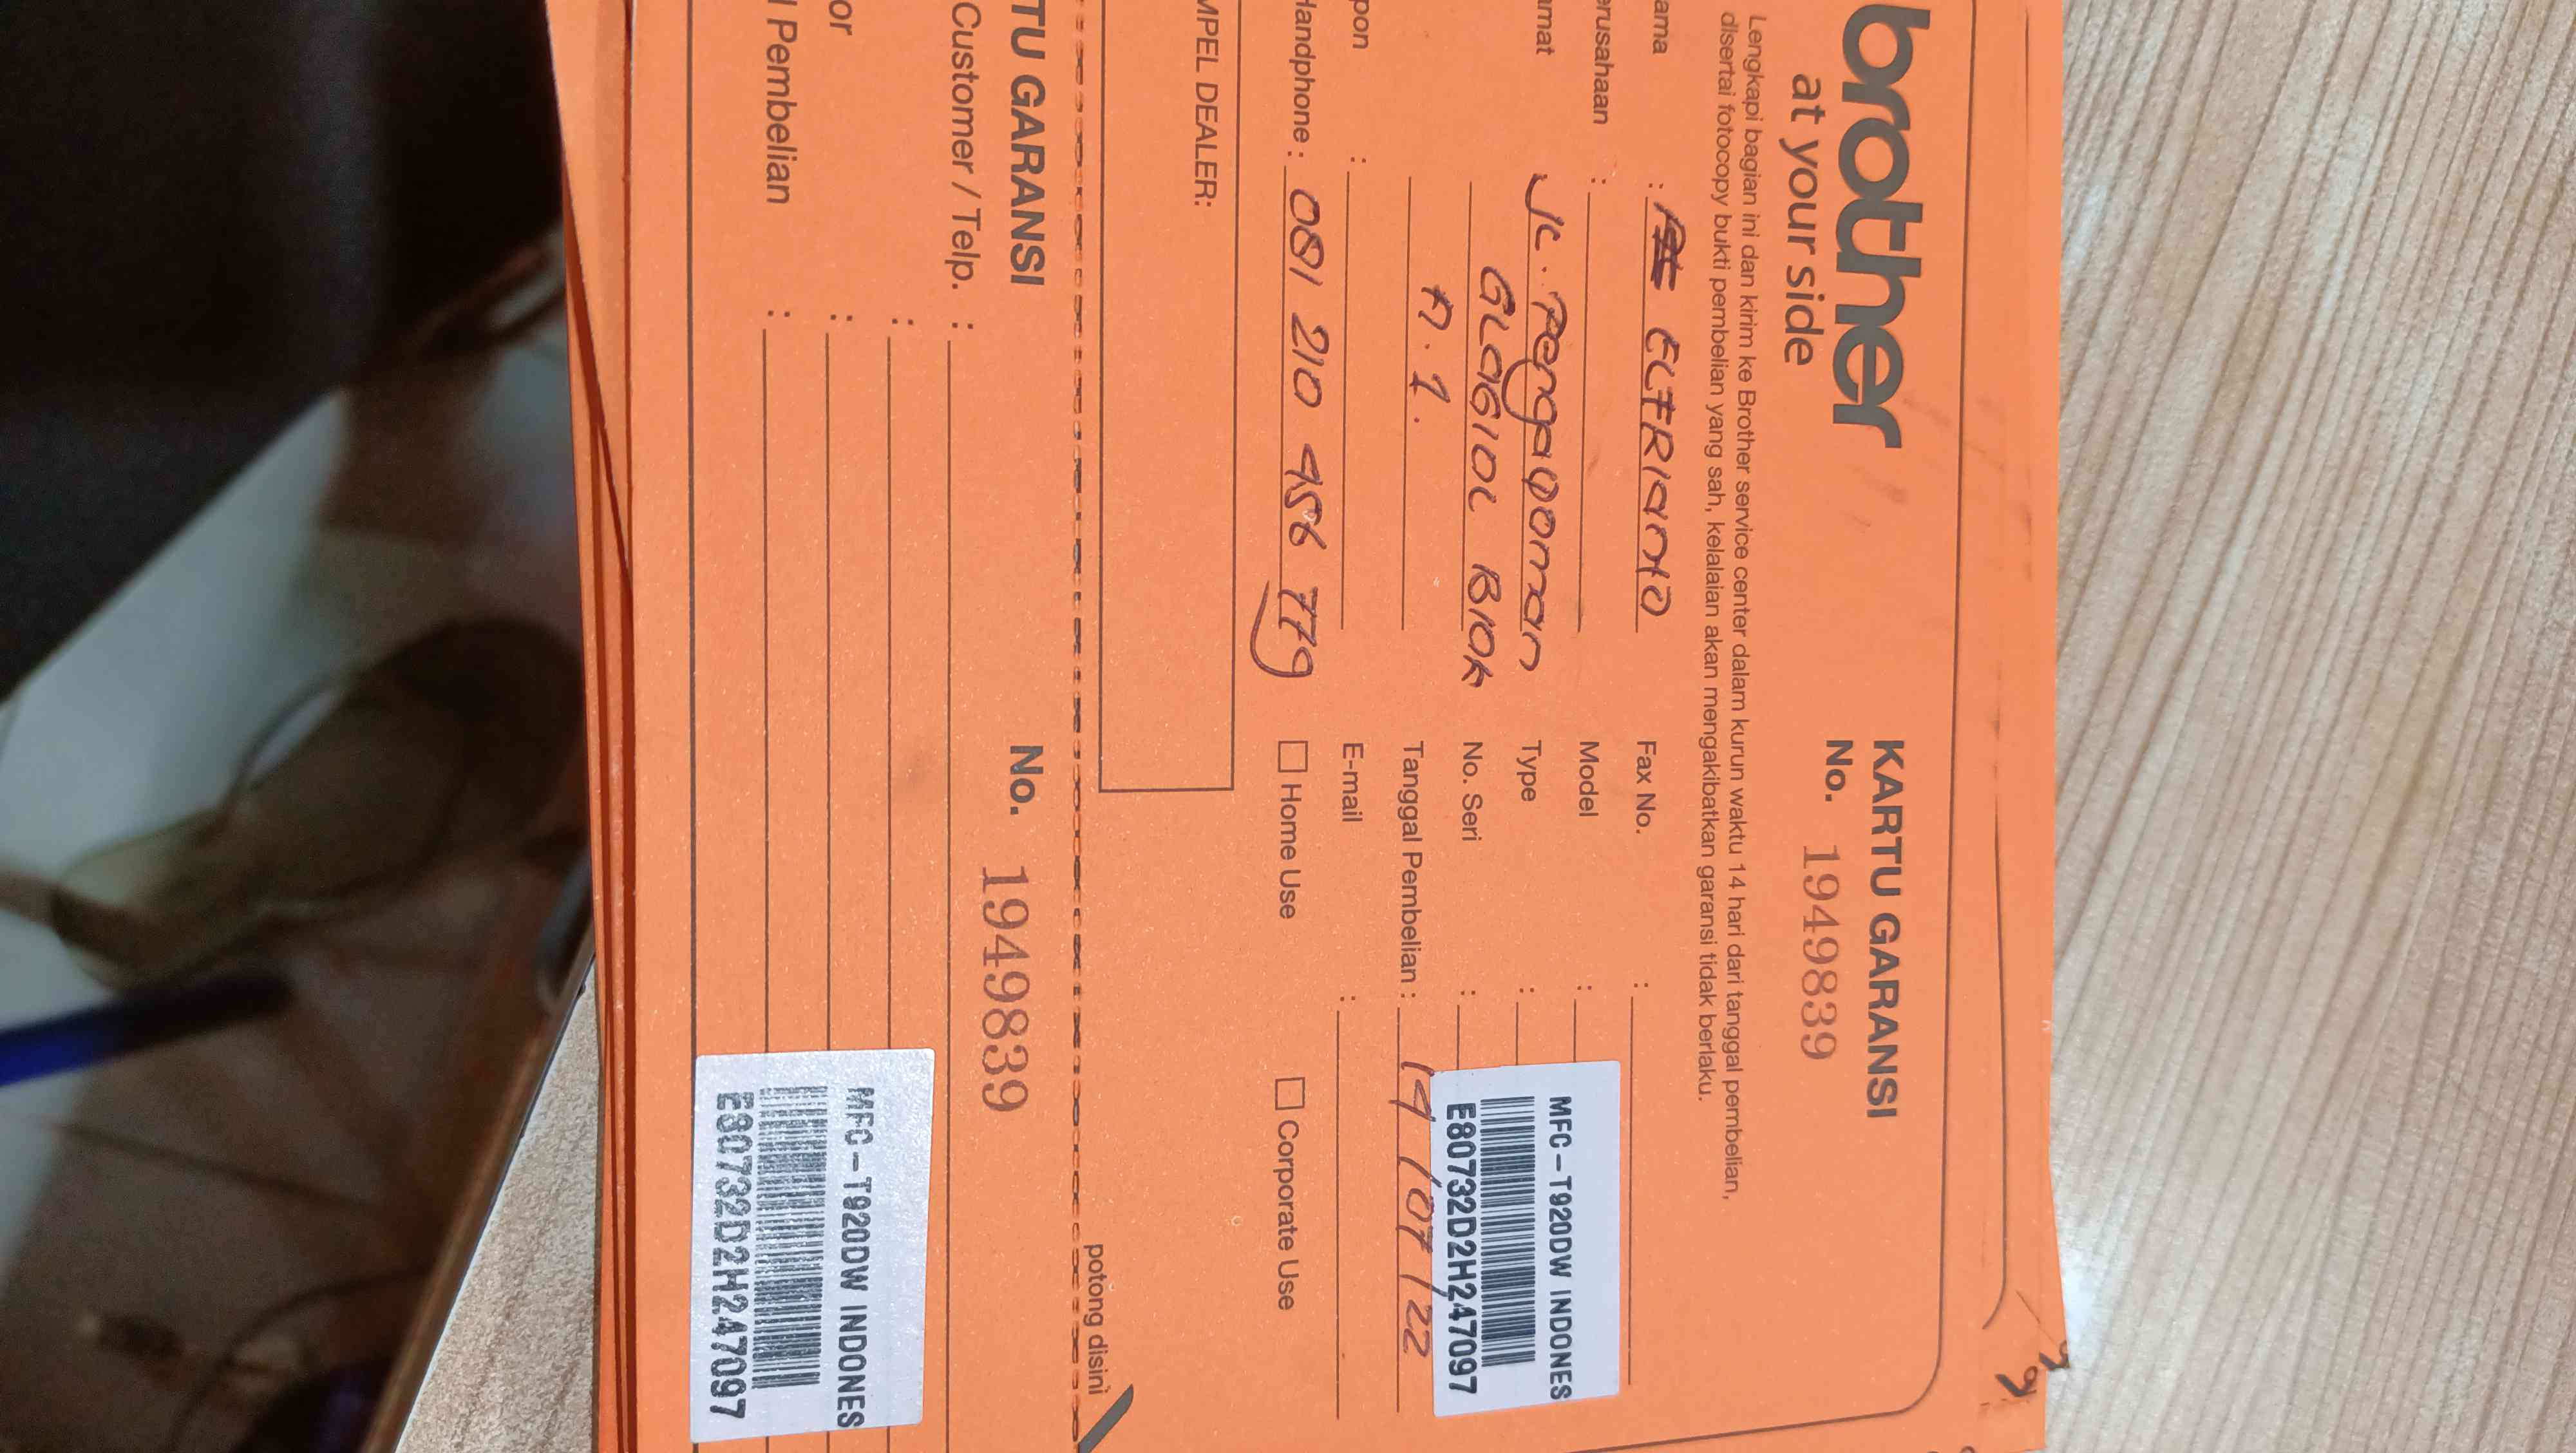 brother
at your side
KARTU GARANSI
No. 1949839
Lengkapi bagian ini dan kirim ke Brother service center dalam kurun waktu 14 hari dari tanggal pembelian,
disertai fotocopy bukti pembelian yang sah, kelalaian akan mengakibatkan garansi tidak berlaku.
ama : ELFRIANTO
Fax No. :
erusahaan :
Model :
mat JL. Pengadoman
Type :
MFC-T920DW INDONES
GLAGIOL BlOK
No. Seri :
E80732D2H247097
A.1.
Tanggal Pembelian : 14/07/22
pon :
E-mail :
Handphone : 081 210 456 779
Home Use
Corporate Use
MPEL DEALER:
potong disini
TU GARANSI
No. 1949839
Customer / Telp. :
:
or :
MFC-T920DW INDONES
l Pembelian :
E80732D2H247097